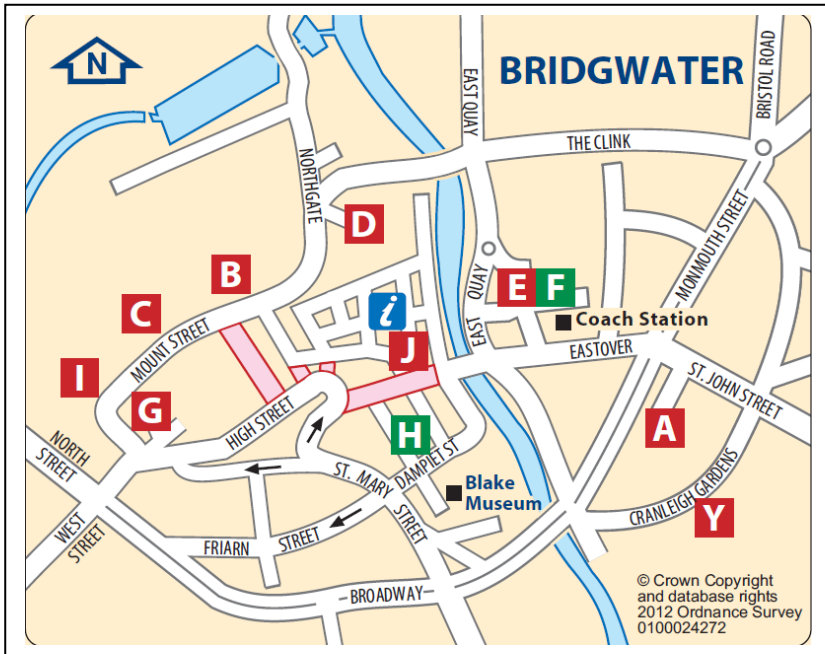 N
BRIDGWATER
EAST QUAY
BRISTOL ROAD
THE CLINK
NORTHGATE
D
B
EAST QUAY
E
F
MONMOUTH STREET
i
Coach Station
C
MOUNT STREET
J
EASTOVER
ST. JOHN STREET
I
G
HIGH STREET
H
A
NORTH
STREET
ST. MARY STREET
DAMPIET ST
Blake
Museum
CRANLEIGH GARDENS
Y
WEST
STREET
FRIARN STREET
BROADWAY
© Crown Copyright
and database rights
2012 Ordnance Survey
0100024272